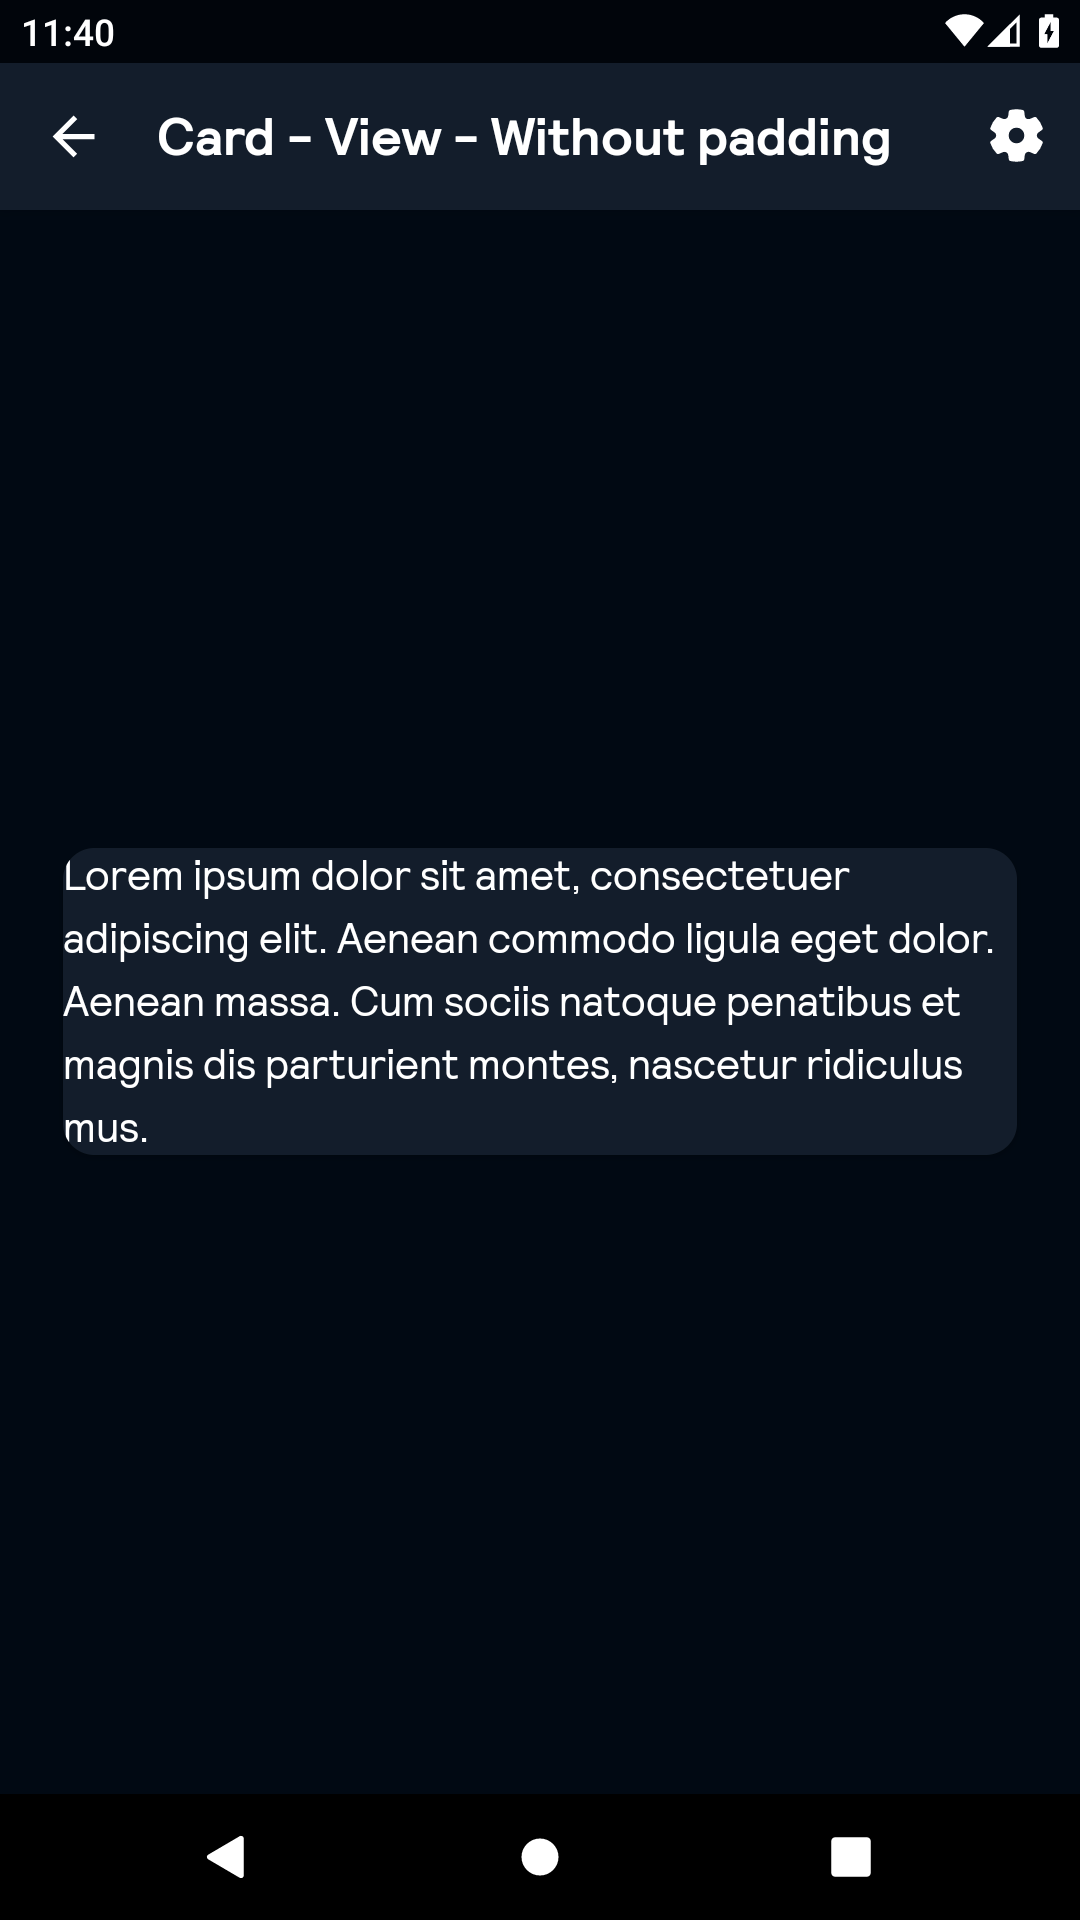 11:40
Card - View - Without padding
Lorem ipsum dolor sit amet, consectetuer
adipiscing elit. Aenean commodo ligula eget dolor.
Aenean massa. Cum sociis natoque penatibus et
magnis dis parturient montes, nascetur ridiculus
mus.